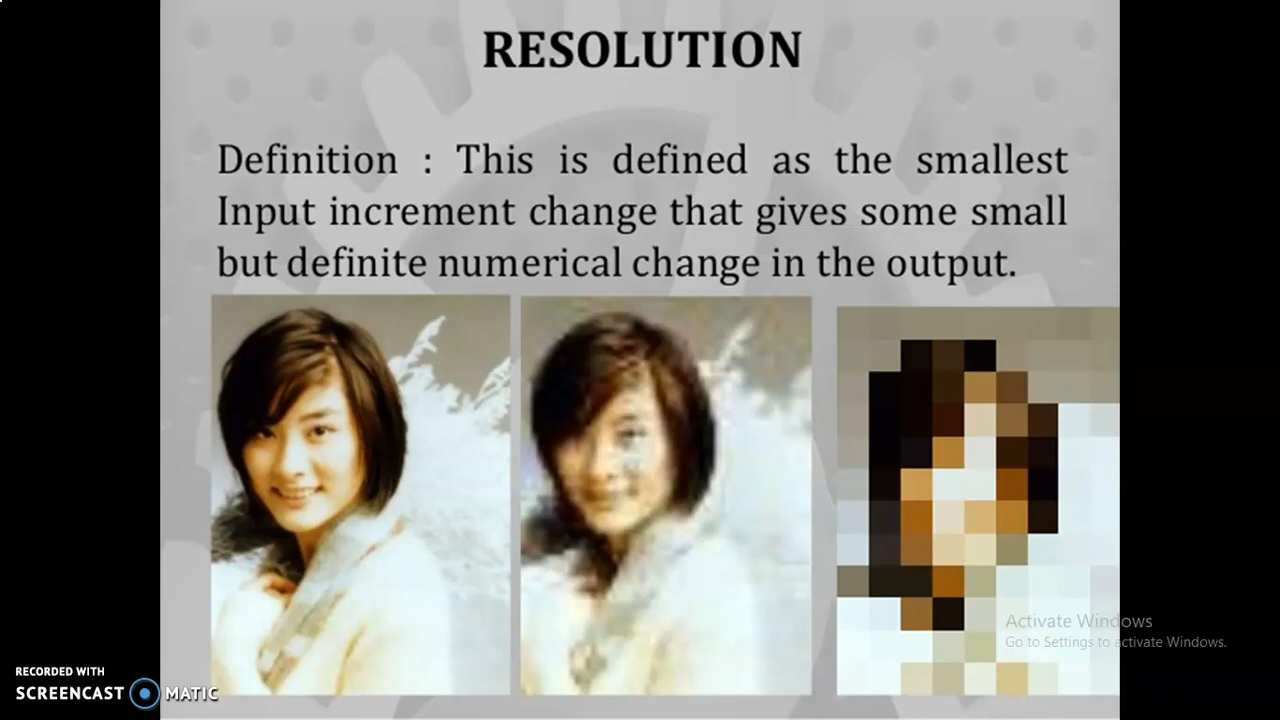 RESOLUTION
Definition : This is defined as the smallest
Input increment change that gives some small
but definite numerical change in the output.
Activate Windows
Go to Settings to activate Windows.
RECORDED WITH
SCREENCAST MATIC